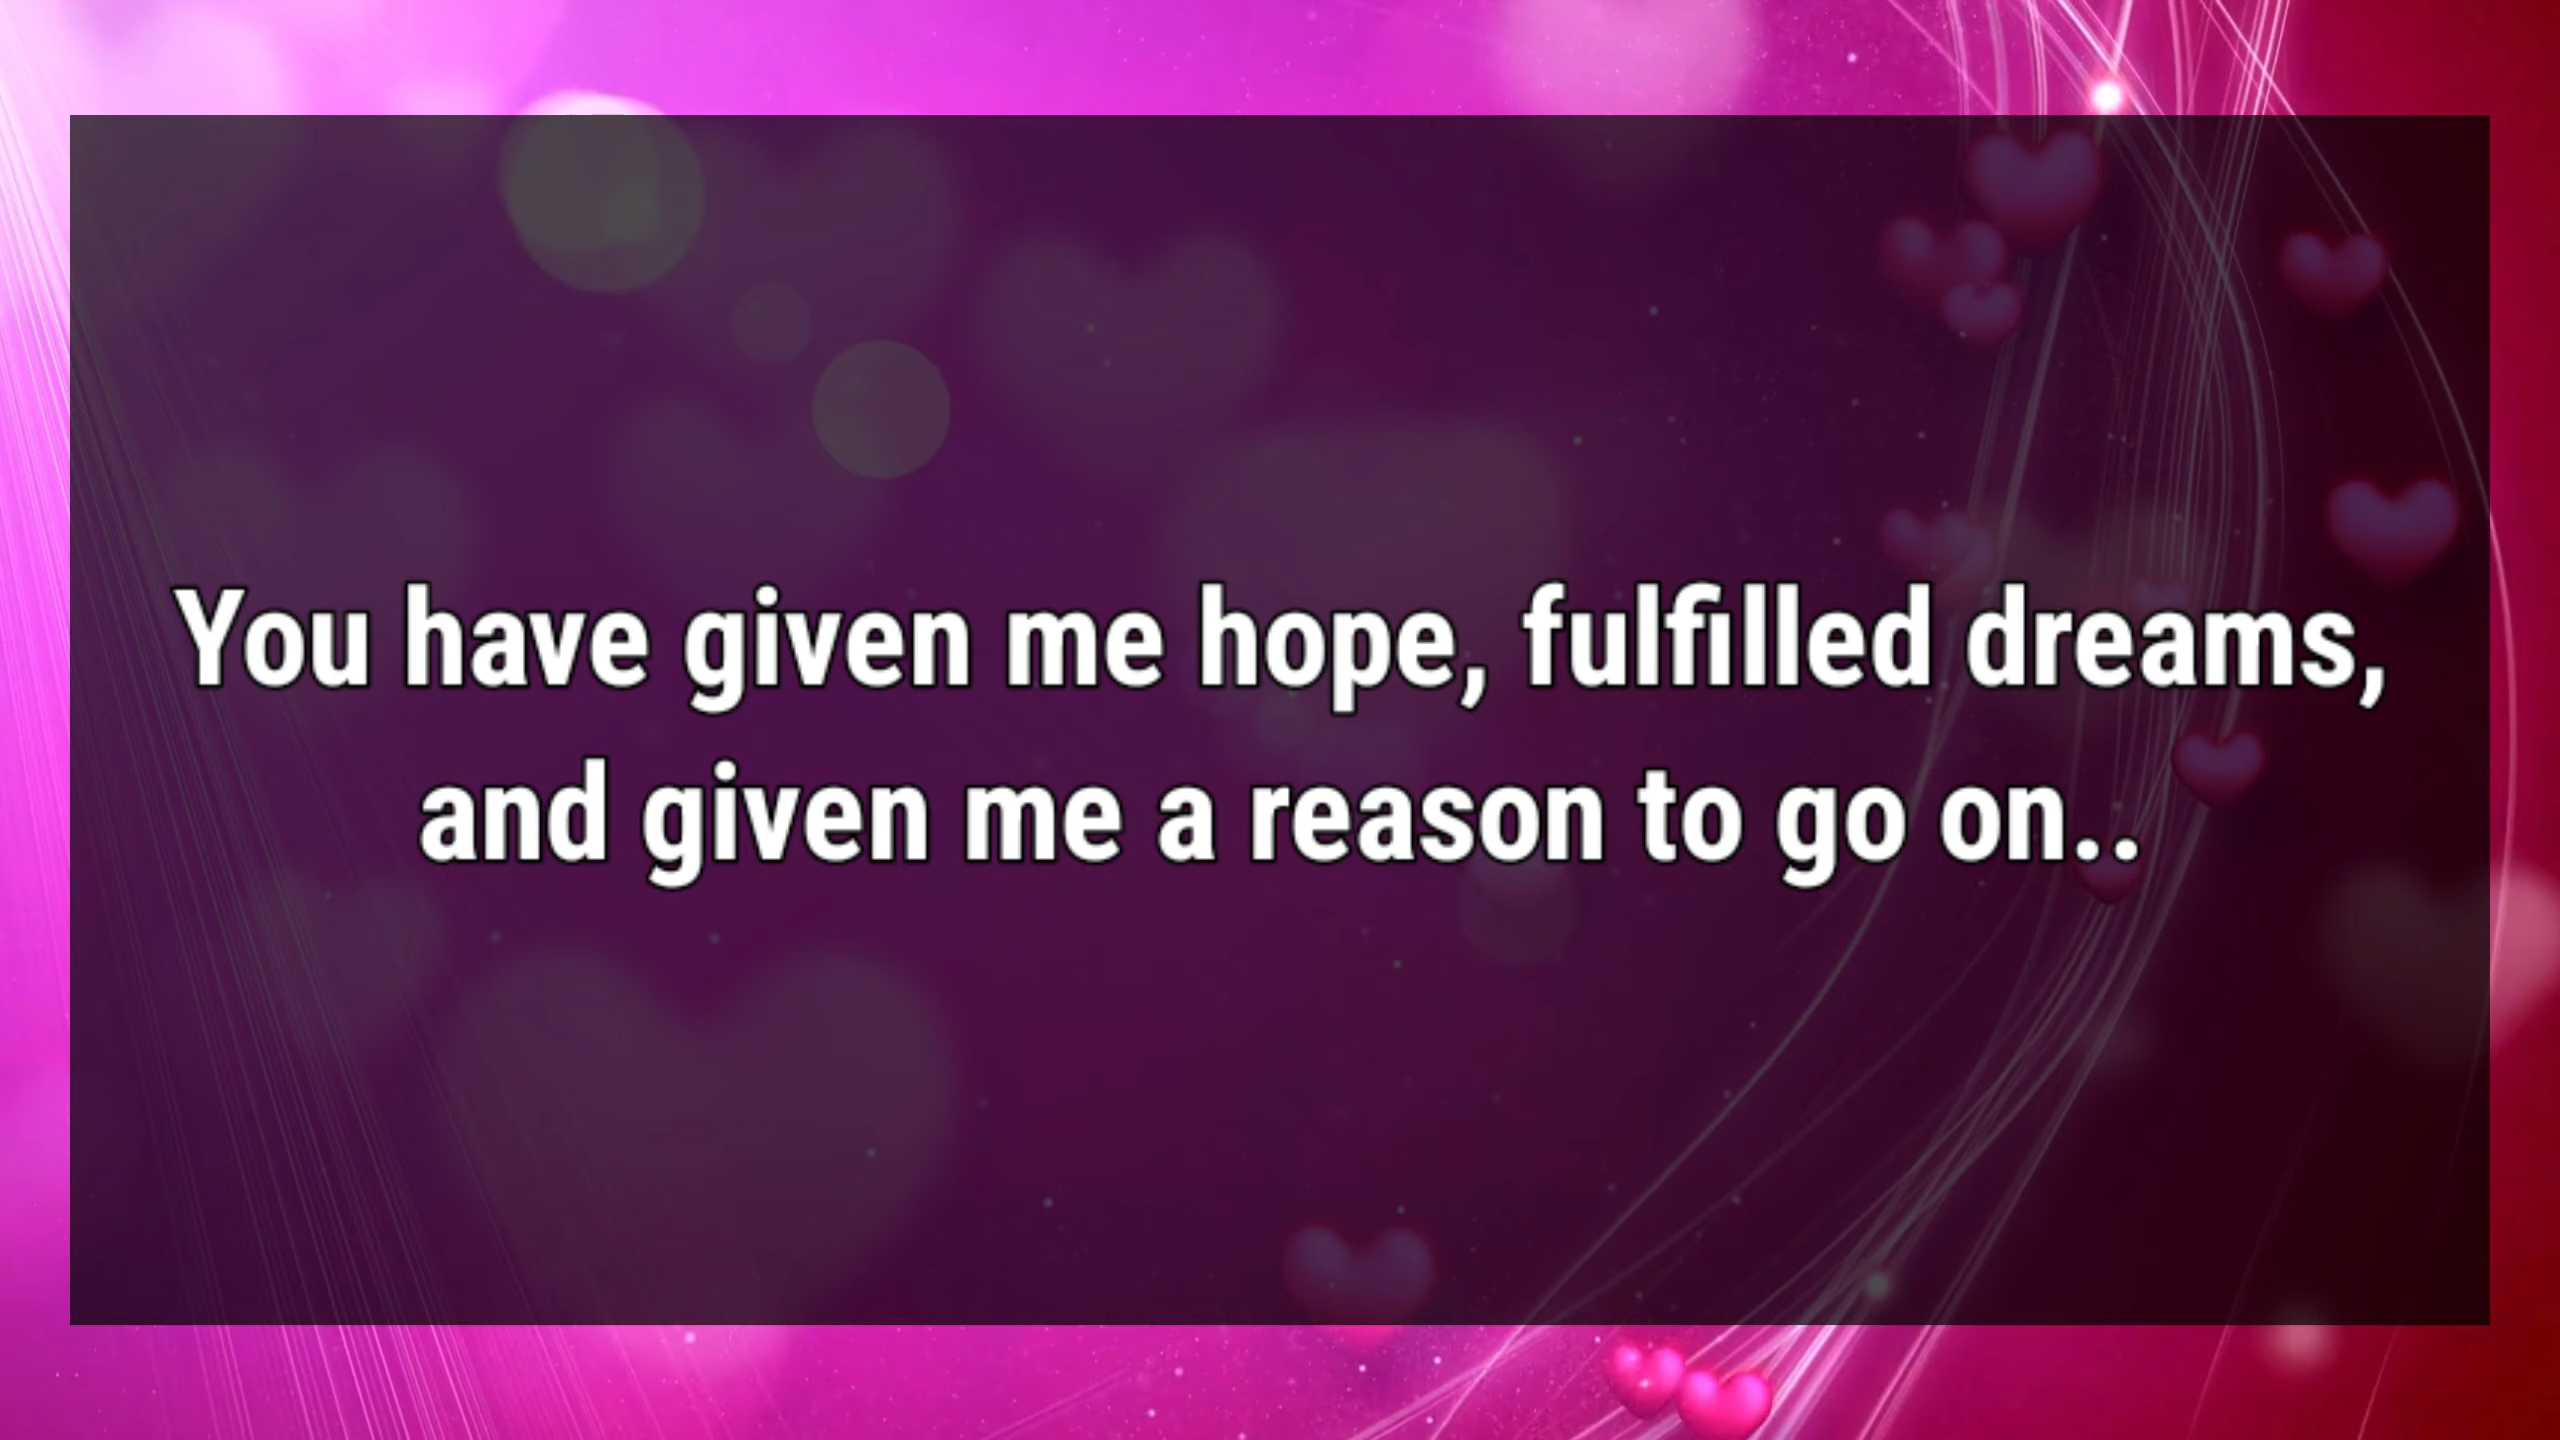 You have given me hope, fulfilled dreams,
and given me a reason to go on..